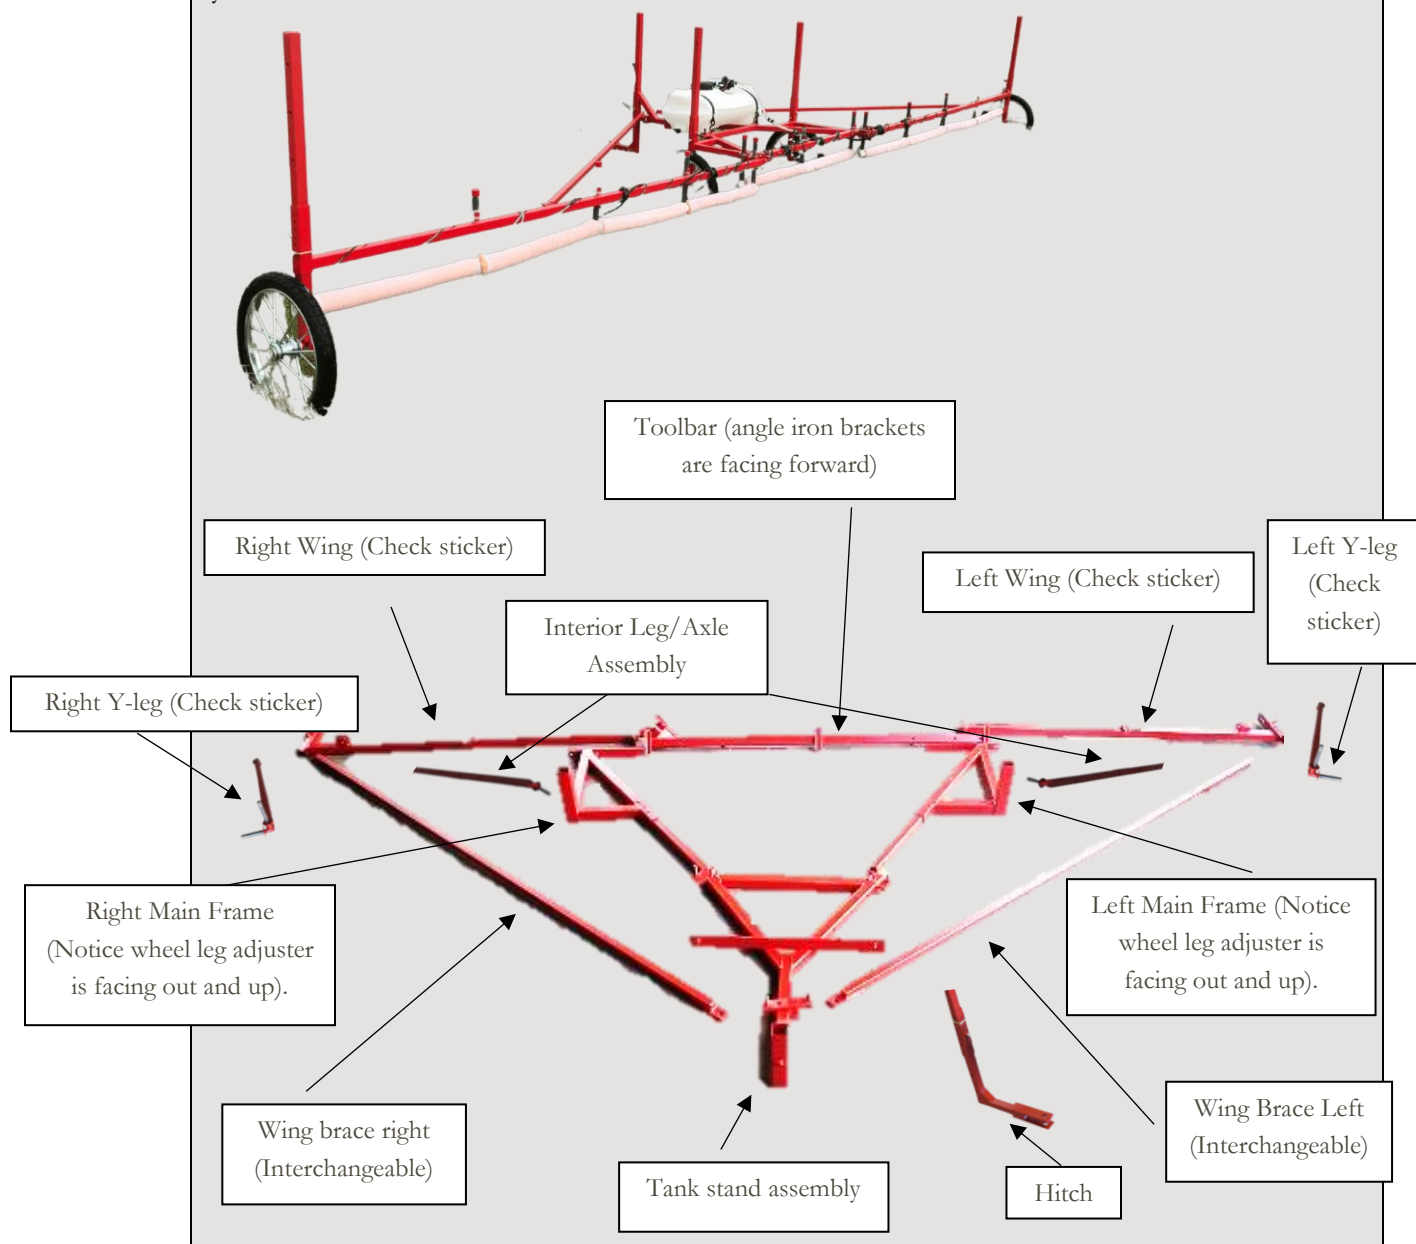 Toolbar (angle iron brackets
are facing forward)
Right Wing (Check sticker)
Left Wing (Check sticker)
Left Y-leg
(Check
sticker)
Interior Leg/Axle
Assembly
Right Y-leg (Check sticker)
Right Main Frame
(Notice wheel leg adjuster
is facing out and up).
Left Main Frame (Notice
wheel leg adjuster is
facing out and up).
Wing brace right
(Interchangeable)
Tank stand assembly
Hitch
Wing Brace Left
(Interchangeable)